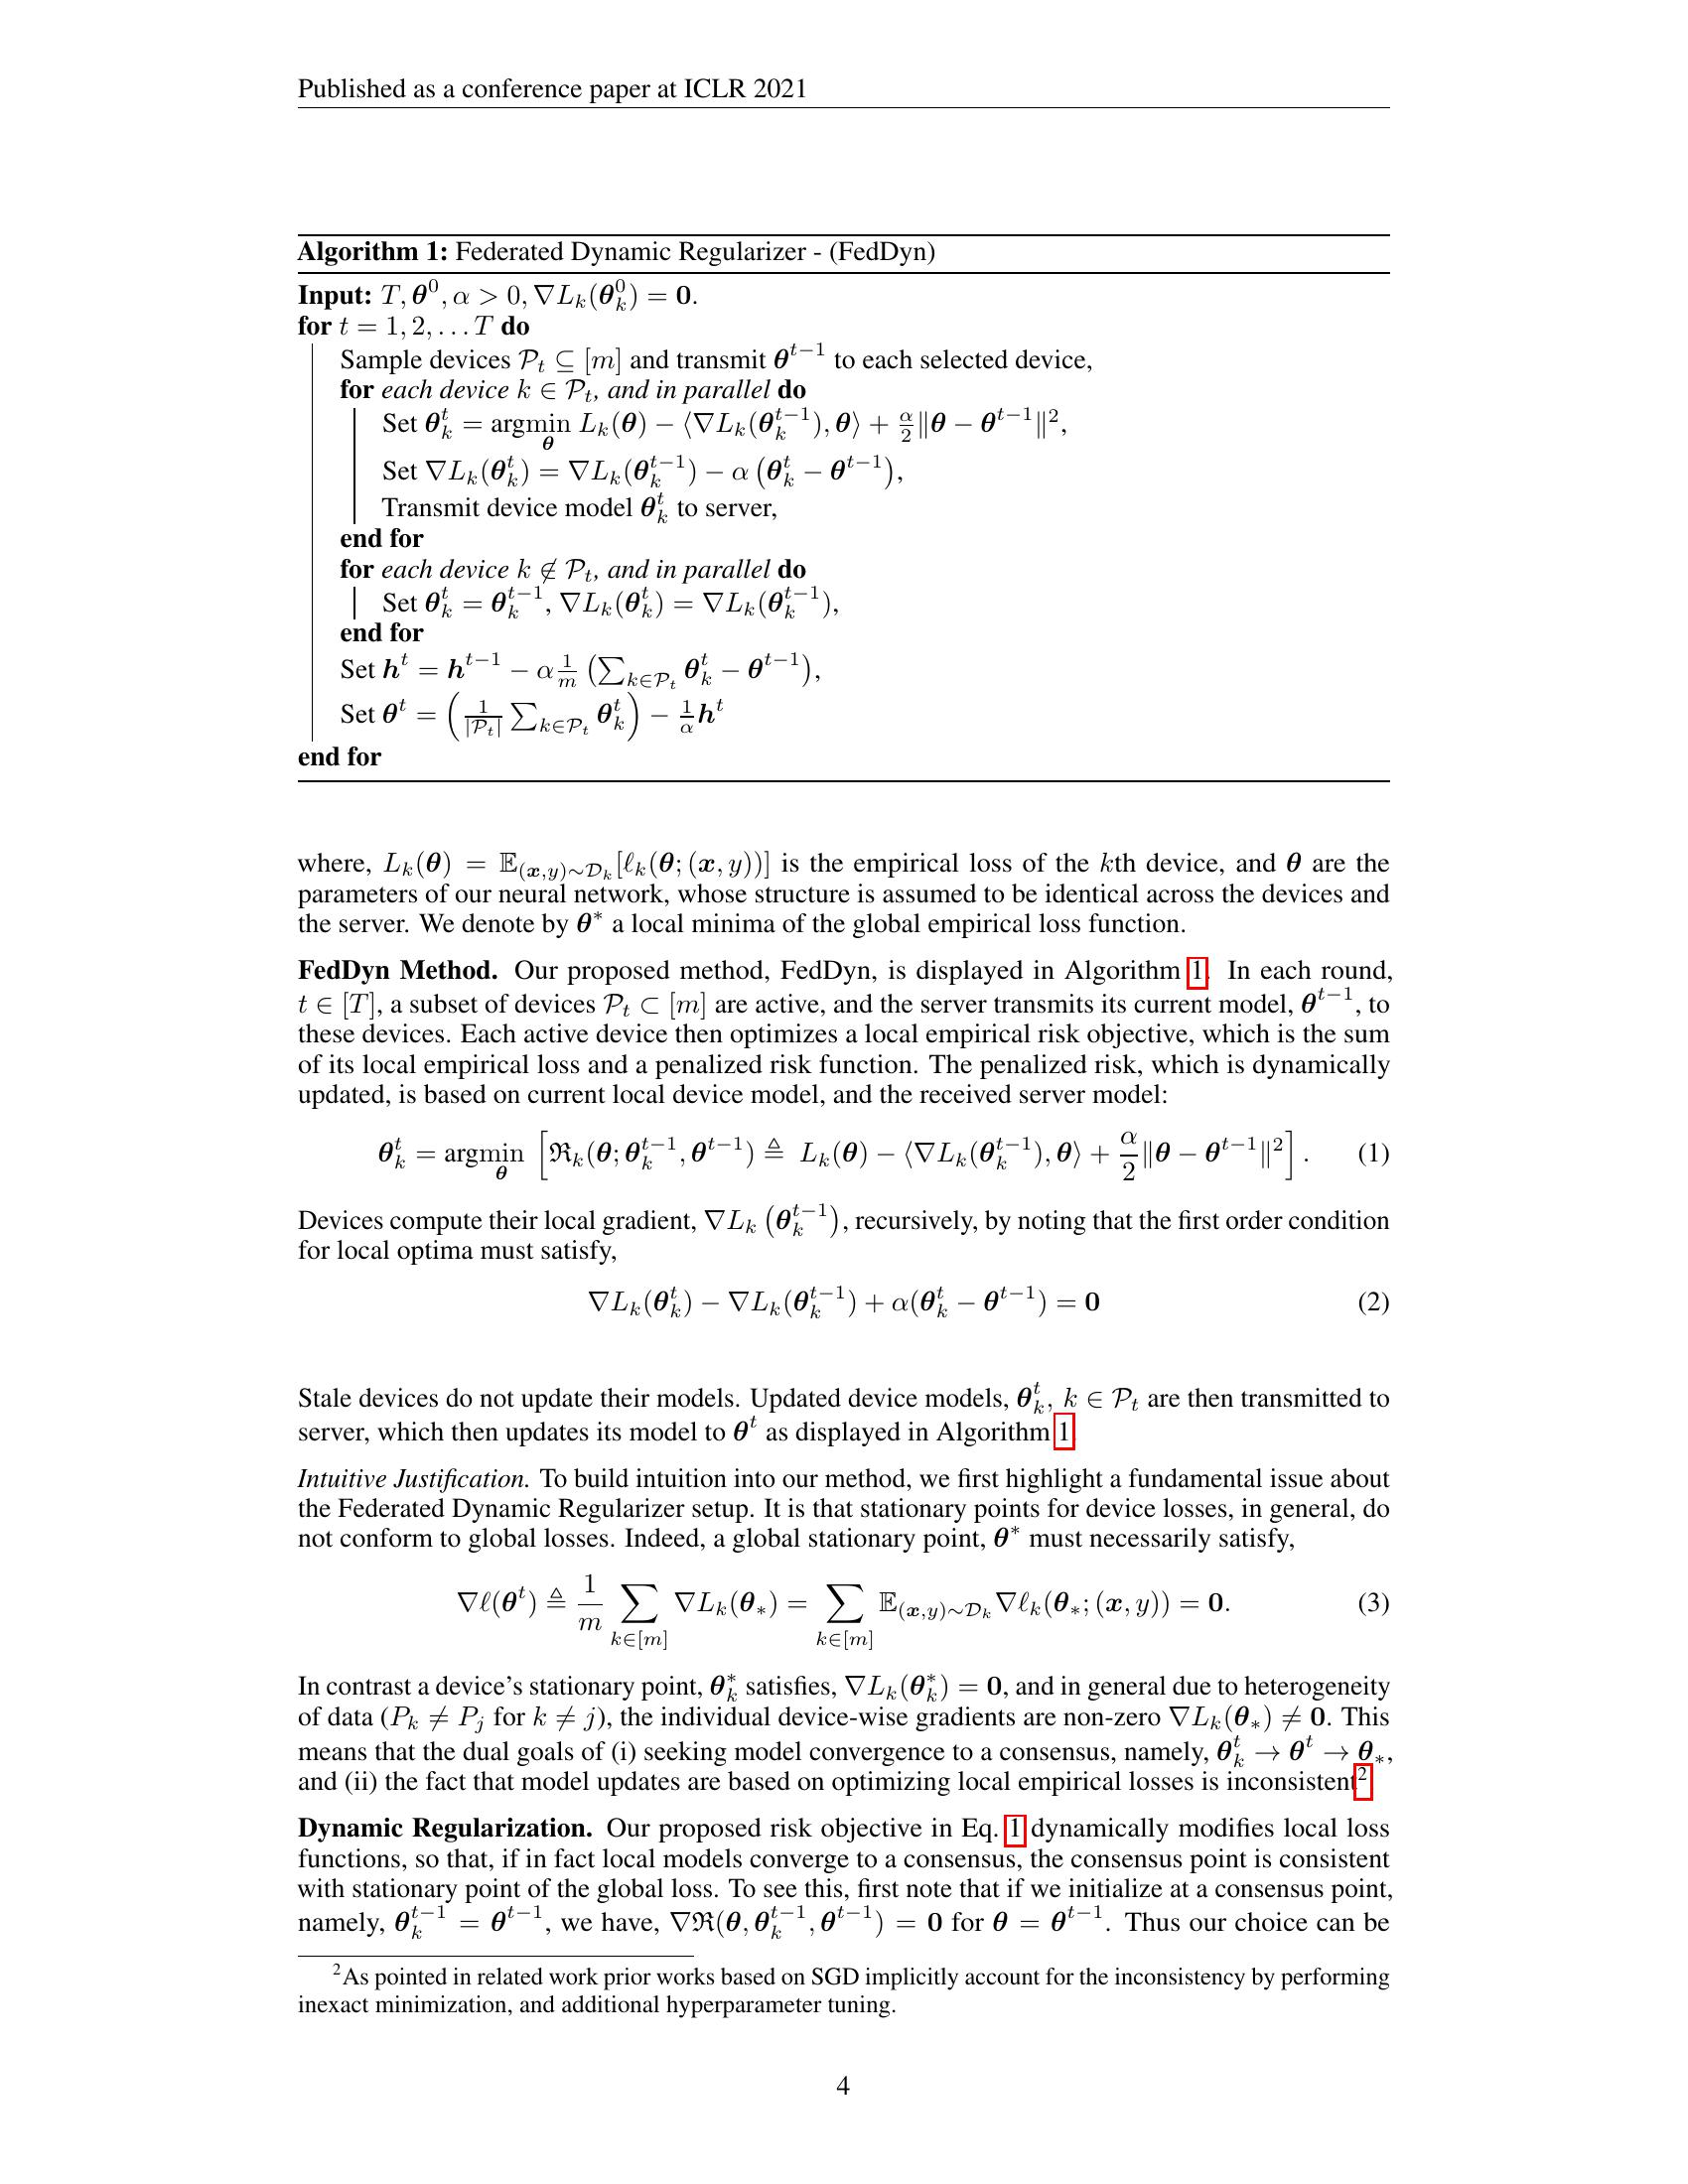 Published as a conference paper at ICLR 2021
Algorithm 1: Federated Dynamic Regularizer - (FedDyn)
Input: $T, \boldsymbol{\theta}^0, \alpha > 0, \nabla L_k(\boldsymbol{\theta}_k^0) = \mathbf{0}$.
for $t = 1, 2, \ldots T$ do
Sample devices $\mathcal{P}_t \subseteq [m]$ and transmit $\boldsymbol{\theta}^{t-1}$ to each selected device,
for each device $k \in \mathcal{P}_t$, and in parallel do
Set $\boldsymbol{\theta}_k^t = \underset{\boldsymbol{\theta}}{\operatorname{argmin}}\ L_k(\boldsymbol{\theta}) - \langle \nabla L_k(\boldsymbol{\theta}_k^{t-1}), \boldsymbol{\theta} \rangle + \frac{\alpha}{2} \|\boldsymbol{\theta} - \boldsymbol{\theta}^{t-1}\|^2$,
Set $\nabla L_k(\boldsymbol{\theta}_k^t) = \nabla L_k(\boldsymbol{\theta}_k^{t-1}) - \alpha \left(\boldsymbol{\theta}_k^t - \boldsymbol{\theta}^{t-1}\right)$,
Transmit device model $\boldsymbol{\theta}_k^t$ to server,
end for
for each device $k \notin \mathcal{P}_t$, and in parallel do
Set $\boldsymbol{\theta}_k^t = \boldsymbol{\theta}_k^{t-1}, \nabla L_k(\boldsymbol{\theta}_k^t) = \nabla L_k(\boldsymbol{\theta}_k^{t-1})$,
end for
Set $\boldsymbol{h}^t = \boldsymbol{h}^{t-1} - \alpha \frac{1}{m} \left(\sum_{k \in \mathcal{P}_t} \boldsymbol{\theta}_k^t - \boldsymbol{\theta}^{t-1}\right)$,
Set $\boldsymbol{\theta}^t = \left(\frac{1}{|\mathcal{P}_t|} \sum_{k \in \mathcal{P}_t} \boldsymbol{\theta}_k^t\right) - \frac{1}{\alpha} \boldsymbol{h}^t$
end for
where, $L_k(\boldsymbol{\theta}) = \mathbb{E}_{(\boldsymbol{x},y) \sim \mathcal{D}_k}[\ell_k(\boldsymbol{\theta}; (\boldsymbol{x}, y))]$ is the empirical loss of the $k$th device, and $\boldsymbol{\theta}$ are the
parameters of our neural network, whose structure is assumed to be identical across the devices and
the server. We denote by $\boldsymbol{\theta}^*$ a local minima of the global empirical loss function.
FedDyn Method. Our proposed method, FedDyn, is displayed in Algorithm 1. In each round,
$t \in [T]$, a subset of devices $\mathcal{P}_t \subset [m]$ are active, and the server transmits its current model, $\boldsymbol{\theta}^{t-1}$, to
these devices. Each active device then optimizes a local empirical risk objective, which is the sum
of its local empirical loss and a penalized risk function. The penalized risk, which is dynamically
updated, is based on current local device model, and the received server model:
$\boldsymbol{\theta}_k^t = \underset{\boldsymbol{\theta}}{\operatorname{argmin}} \left[\mathfrak{R}_k(\boldsymbol{\theta}; \boldsymbol{\theta}_k^{t-1}, \boldsymbol{\theta}^{t-1}) \triangleq L_k(\boldsymbol{\theta}) - \langle \nabla L_k(\boldsymbol{\theta}_k^{t-1}), \boldsymbol{\theta} \rangle + \frac{\alpha}{2} \|\boldsymbol{\theta} - \boldsymbol{\theta}^{t-1}\|^2\right].$ (1)
Devices compute their local gradient, $\nabla L_k \left(\boldsymbol{\theta}_k^{t-1}\right)$, recursively, by noting that the first order condition
for local optima must satisfy,
$\nabla L_k(\boldsymbol{\theta}_k^t) - \nabla L_k(\boldsymbol{\theta}_k^{t-1}) + \alpha(\boldsymbol{\theta}_k^t - \boldsymbol{\theta}^{t-1}) = \mathbf{0}$ (2)
Stale devices do not update their models. Updated device models, $\boldsymbol{\theta}_k^t$, $k \in \mathcal{P}_t$ are then transmitted to
server, which then updates its model to $\boldsymbol{\theta}^t$ as displayed in Algorithm 1
Intuitive Justification. To build intuition into our method, we first highlight a fundamental issue about
the Federated Dynamic Regularizer setup. It is that stationary points for device losses, in general, do
not conform to global losses. Indeed, a global stationary point, $\boldsymbol{\theta}^*$ must necessarily satisfy,
$\nabla \ell(\boldsymbol{\theta}^t) \triangleq \frac{1}{m} \sum_{k \in [m]} \nabla L_k(\boldsymbol{\theta}_*) = \sum_{k \in [m]} \mathbb{E}_{(\boldsymbol{x},y) \sim \mathcal{D}_k} \nabla \ell_k(\boldsymbol{\theta}_*; (\boldsymbol{x}, y)) = \mathbf{0}.$ (3)
In contrast a device's stationary point, $\boldsymbol{\theta}_k^*$ satisfies, $\nabla L_k(\boldsymbol{\theta}_k^*) = \mathbf{0}$, and in general due to heterogeneity
of data ($P_k \neq P_j$ for $k \neq j$), the individual device-wise gradients are non-zero $\nabla L_k(\boldsymbol{\theta}_*) \neq \mathbf{0}$. This
means that the dual goals of (i) seeking model convergence to a consensus, namely, $\boldsymbol{\theta}_k^t \to \boldsymbol{\theta}^t \to \boldsymbol{\theta}_*$,
and (ii) the fact that model updates are based on optimizing local empirical losses is inconsistent$^2$
Dynamic Regularization. Our proposed risk objective in Eq. 1 dynamically modifies local loss
functions, so that, if in fact local models converge to a consensus, the consensus point is consistent
with stationary point of the global loss. To see this, first note that if we initialize at a consensus point,
namely, $\boldsymbol{\theta}_k^{t-1} = \boldsymbol{\theta}^{t-1}$, we have, $\nabla \mathfrak{R}(\boldsymbol{\theta}, \boldsymbol{\theta}_k^{t-1}, \boldsymbol{\theta}^{t-1}) = \mathbf{0}$ for $\boldsymbol{\theta} = \boldsymbol{\theta}^{t-1}$. Thus our choice can be
$^2$As pointed in related work prior works based on SGD implicitly account for the inconsistency by performing
inexact minimization, and additional hyperparameter tuning.
4